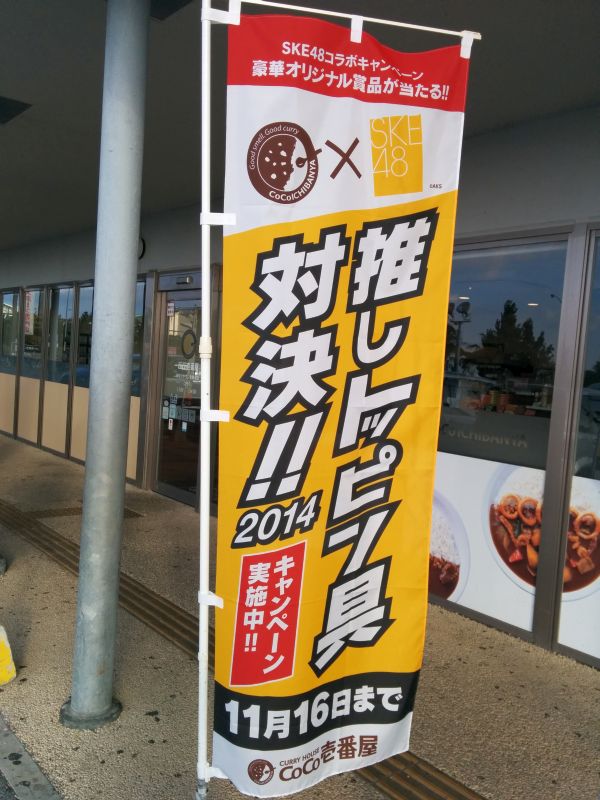 SKE48コラボキャンペーン
豪華オリジナル賞品が当たる!!
Good smell, Good curry
CoCoICHIBANYA
×
SKE
48
©AKS
推しトッピング具
対決!!
2014
キャンペーン
実施中!!
11月16日まで
CURRY HOUSE
CoCo壱番屋
CoCoICHIBANYA